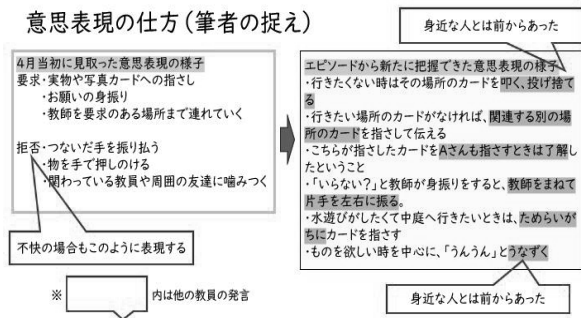 意思表現の仕方(筆者の捉え)
身近な人とは前からあった
4月当初に見取った意思表現の様子
要求・実物や写真カードへの指さし
・お願いの身振り
・教師を要求のある場所まで連れていく
拒否・つないだ手を振り払う
・物を手で押しのける
・関わっている教員や周囲の友達に噛みつく
不快の場合もこのように表現する
※ 内は他の教員の発言
エピソードから新たに把握できた意思表現の様子
・行きたくない時はその場所のカードを叩く、投げ捨て
る
・行きたい場所のカードがなければ、関連する別の場
所のカードを指さして伝える
・こちらが指さしたカードをAさんも指さすときは了解し
たということ
・「いらない?」と教師が身振りをすると、教師をまねて
片手を左右に振る。
・水遊びがしたくて中庭へ行きたいときは、ためらいが
ちにカードを指さす
・ものを欲しい時を中心に、「うんうん」とうなずく
身近な人とは前からあった